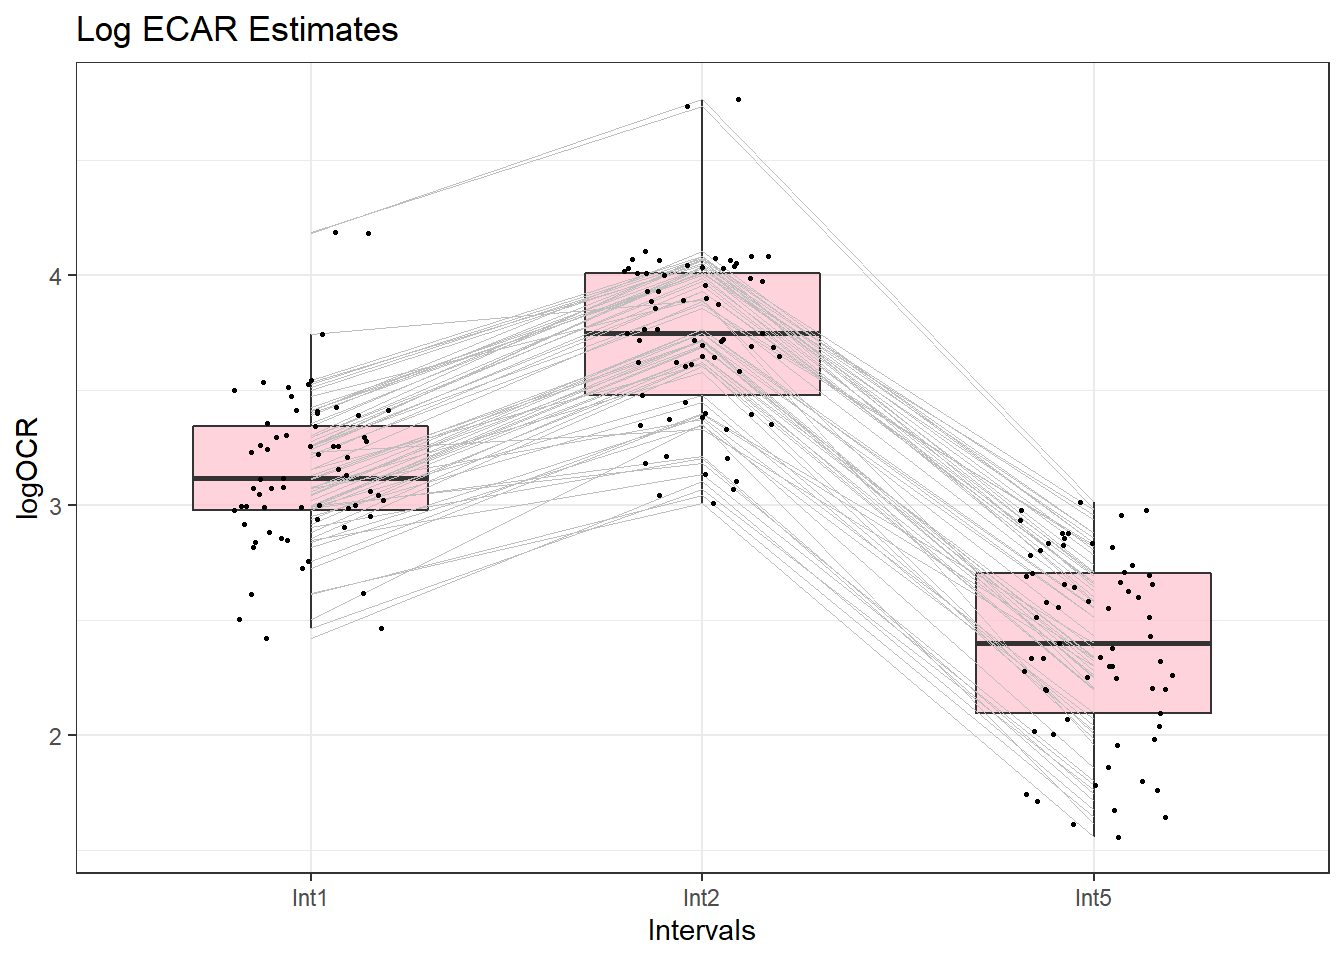 Log ECAR Estimates
logOCR
4
3
2
Int1 Int2 Int5
Intervals